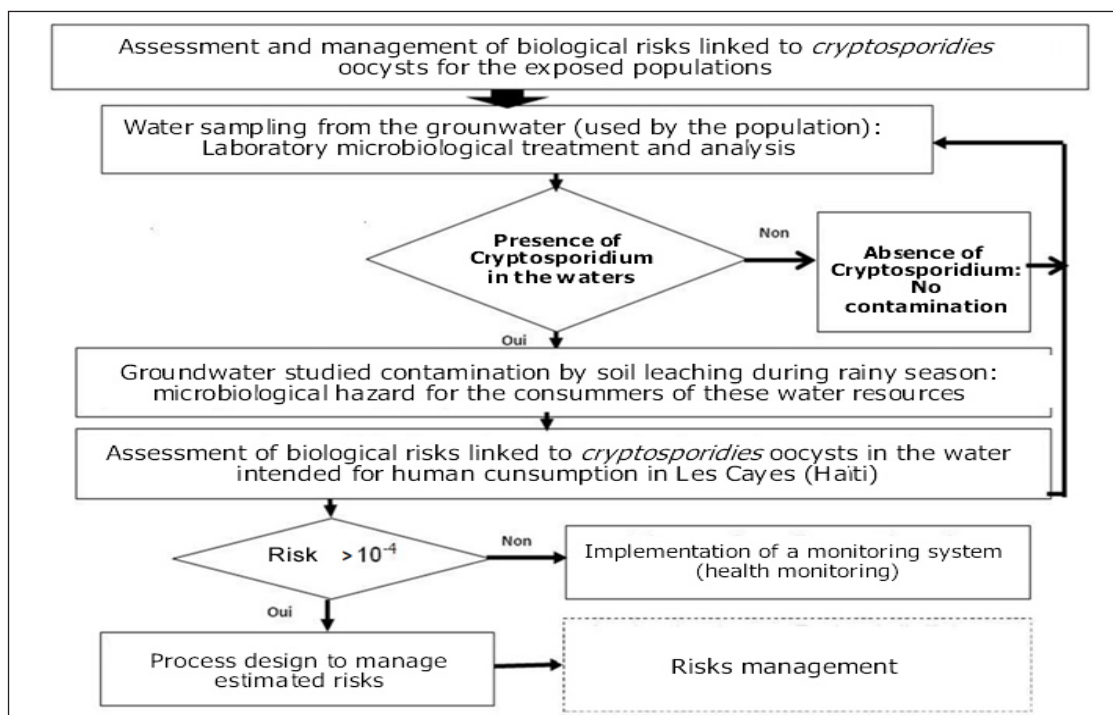 Assessment and management of biological risks linked to cryptosporidies
oocysts for the exposed populations
Water sampling from the grounwater (used by the population):
Laboratory microbiological treatment and analysis
Presence of
Cryptosporidium
in the waters
Non
Absence of
Cryptosporidium:
No
contamination
Oui
Groundwater studied contamination by soil leaching during rainy season:
microbiological hazard for the consummers of these water resources
Assessment of biological risks linked to cryptosporidies oocysts in the water
intended for human cunsumption in Les Cayes (Haïti)
Risk >10⁻⁴
Non
Implementation of a monitoring system
(health monitoring)
Oui
Process design to manage
estimated risks
Risks management